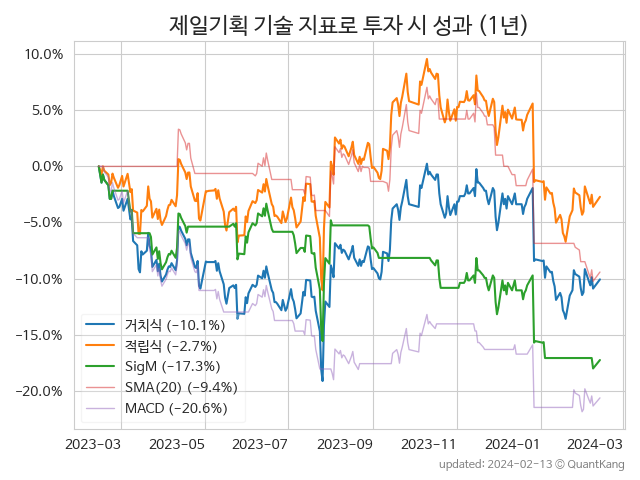 제일기획 기술 지표로 투자 시 성과 (1년)
10.0%
5.0%
0.0%
−5.0%
−10.0%
−15.0%
−20.0%
거치식 (−10.1%)
적립식 (−2.7%)
SigM (−17.3%)
SMA(20) (−9.4%)
MACD (−20.6%)
2023-03 2023-05 2023-07 2023-09 2023-11 2024-01 2024-03
updated: 2024-02-13 ⓒ QuantKang